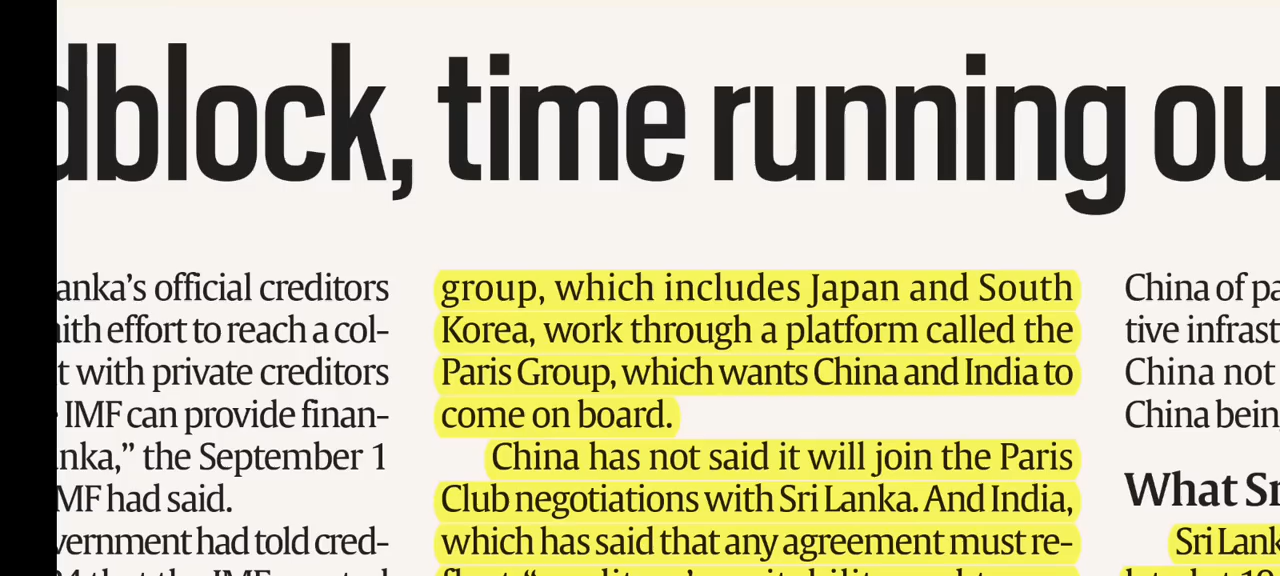 dblock, time running ou
anka's official creditors
ith effort to reach a col-
t with private creditors
IMF can provide finan-
nka,” the September 1
MF had said.
vernment had told cred-
group, which includes Japan and South
Korea, work through a platform called the
Paris Group, which wants China and India to
come on board.
China has not said it will join the Paris
Club negotiations with Sri Lanka. And India,
which has said that any agreement must re-
China of pa
tive infrast
China not
China bein
What Sr
Sri Lank